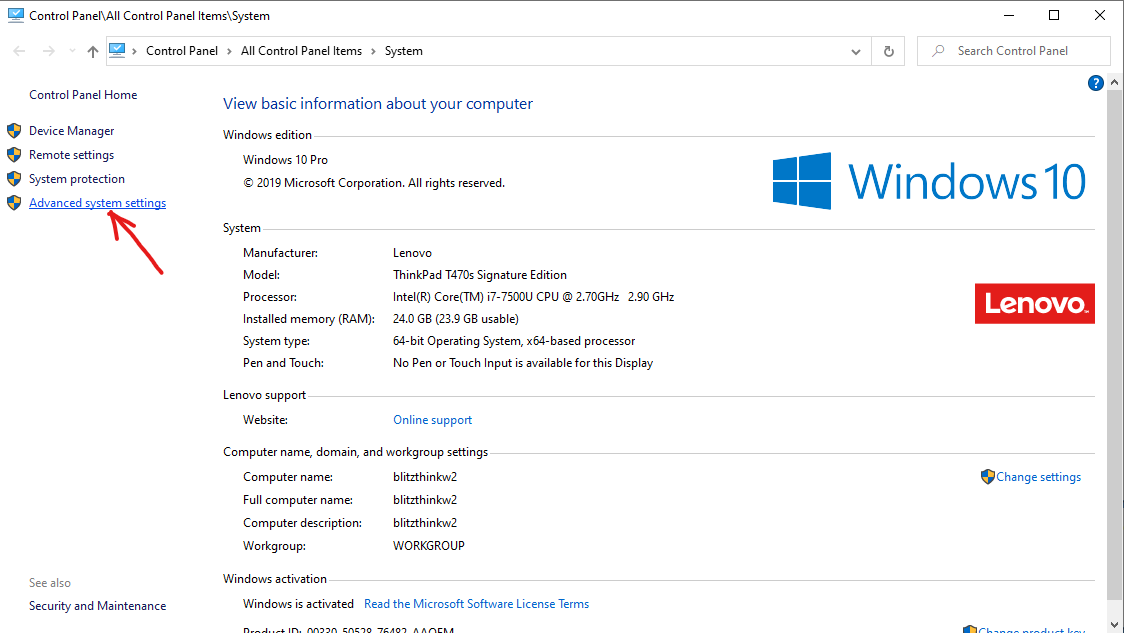 Control Panel\All Control Panel Items\System
Control Panel > All Control Panel Items > System
Search Control Panel
?
Control Panel Home
Device Manager
Remote settings
System protection
Advanced system settings
View basic information about your computer
Windows edition
Windows 10 Pro
© 2019 Microsoft Corporation. All rights reserved.
Windows 10
System
Manufacturer: Lenovo
Model: ThinkPad T470s Signature Edition
Processor: Intel(R) Core(TM) i7-7500U CPU @ 2.70GHz 2.90 GHz
Installed memory (RAM): 24.0 GB (23.9 GB usable)
System type: 64-bit Operating System, x64-based processor
Pen and Touch: No Pen or Touch Input is available for this Display
Lenovo
Lenovo support
Website: Online support
Computer name, domain, and workgroup settings
Computer name: blitzthinkw2
Change settings
Full computer name: blitzthinkw2
Computer description: blitzthinkw2
Workgroup: WORKGROUP
Windows activation
Windows is activated Read the Microsoft Software License Terms
Product ID: 00330-50528-76482-AAOEM
Change product key
See also
Security and Maintenance